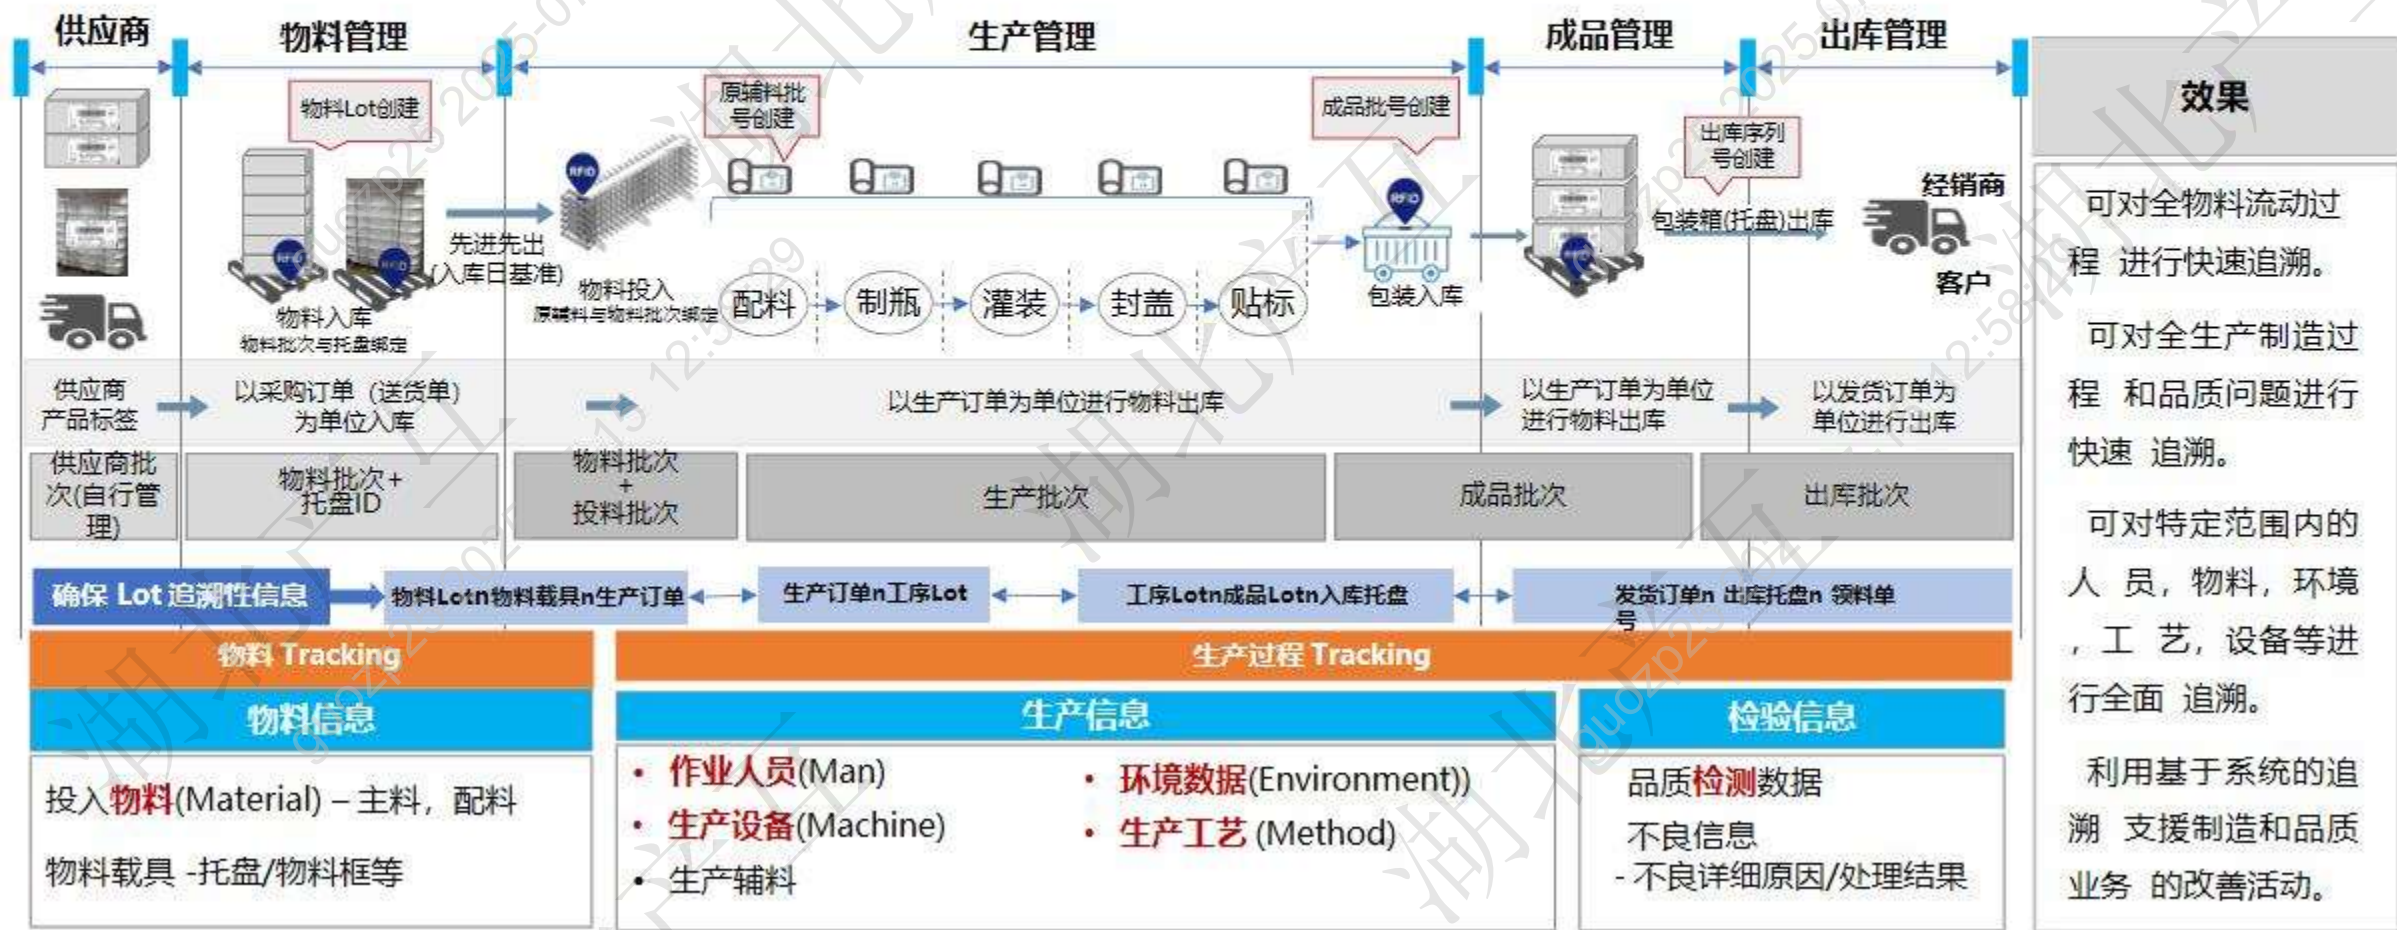 供应商
物料管理
生产管理
成品管理
出库管理
物料Lot创建
原辅料批
号创建
成品批号创建
出库序列
号创建
RFID
RFID
RFID
RFID
RFID
先进先出
(入库日基准)
物料入库
物料批次与托盘绑定
物料投入
原辅料与物料批次绑定
配料
制瓶
灌装
封盖
贴标
包装入库
包装箱(托盘)出库
经销商
客户
供应商
产品标签
以采购订单（送货单）
为单位入库
以生产订单为单位进行物料出库
以生产订单为单位
进行物料出库
以发货订单为
单位进行出库
供应商批
次(自行管
理)
物料批次+
托盘ID
物料批次
+
投料批次
生产批次
成品批次
出库批次
确保 Lot 追溯性信息
物料Lotn物料载具n生产订单
生产订单n工序Lot
工序Lotn成品Lotn入库托盘
发货订单n 出库托盘n 领料单
号
物料 Tracking
生产过程 Tracking
物料信息
生产信息
检验信息
投入物料(Material) – 主料，配料
物料载具 -托盘/物料框等
• 作业人员(Man)
• 生产设备(Machine)
• 生产辅料
• 环境数据(Environment))
• 生产工艺 (Method)
品质检测数据
不良信息
- 不良详细原因/处理结果
效果
可对全物料流动过
程 进行快速追溯。
可对全生产制造过
程 和品质问题进行
快速 追溯。
可对特定范围内的
人 员，物料，环境
，工 艺，设备等进
行全面 追溯。
利用基于系统的追
溯 支援制造和品质
业务 的改善活动。
湖北产互